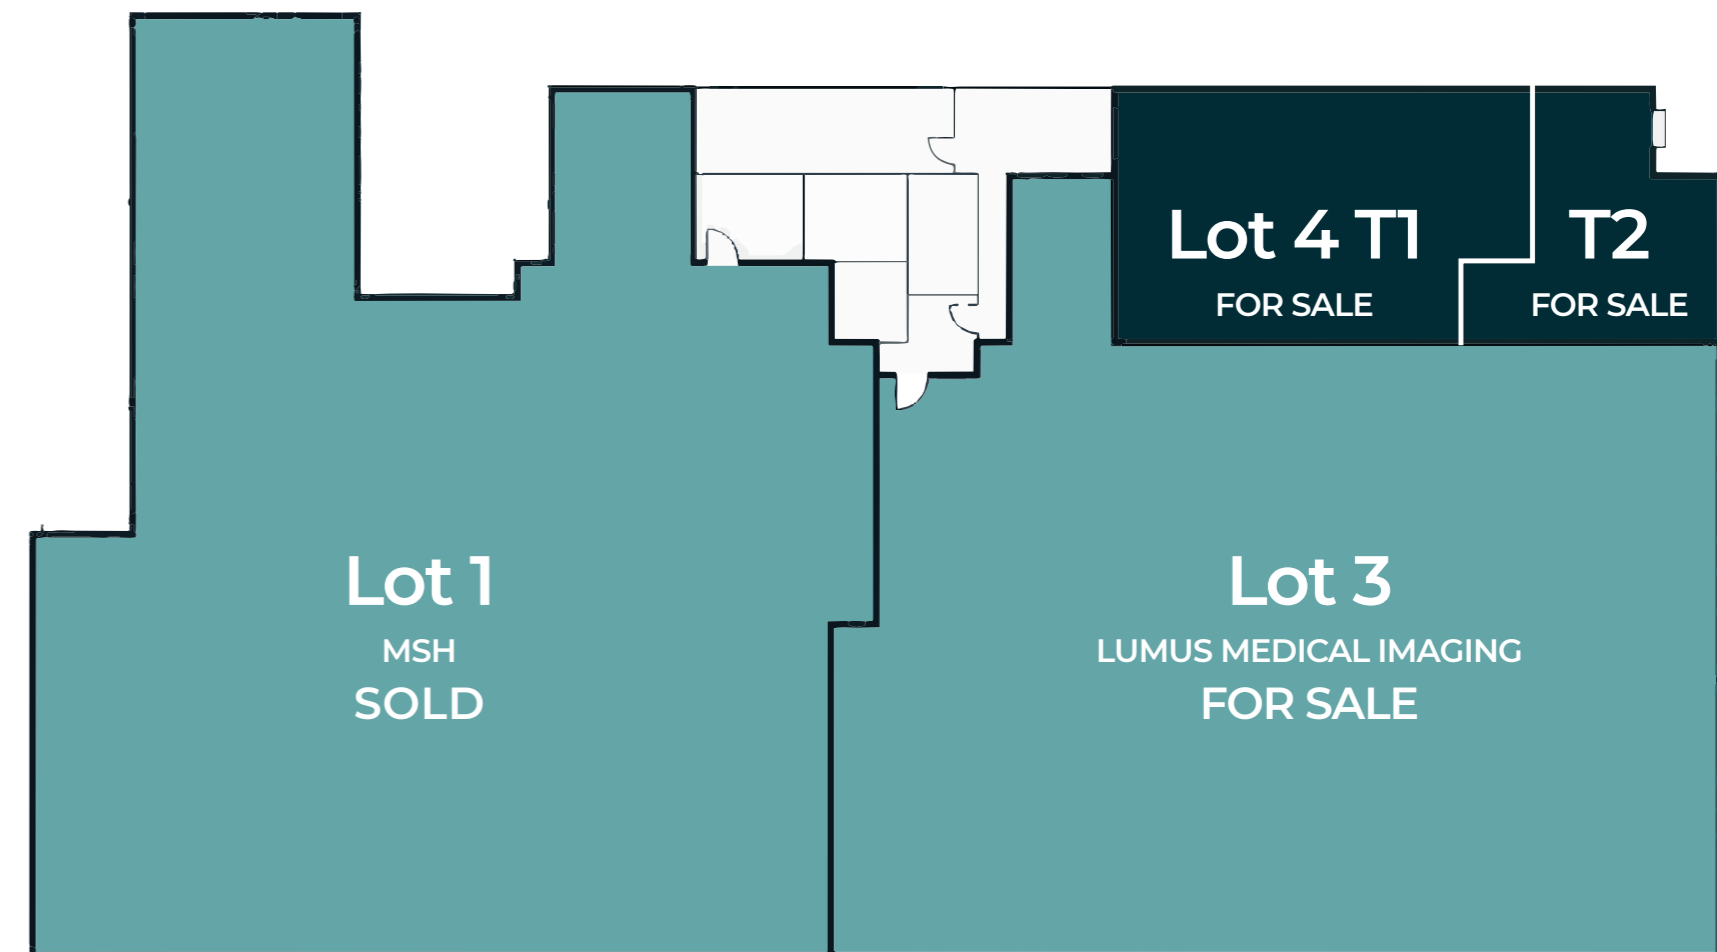 Lot 4 T1
FOR SALE
T2
FOR SALE
Lot 1
MSH
SOLD
Lot 3
LUMUS MEDICAL IMAGING
FOR SALE